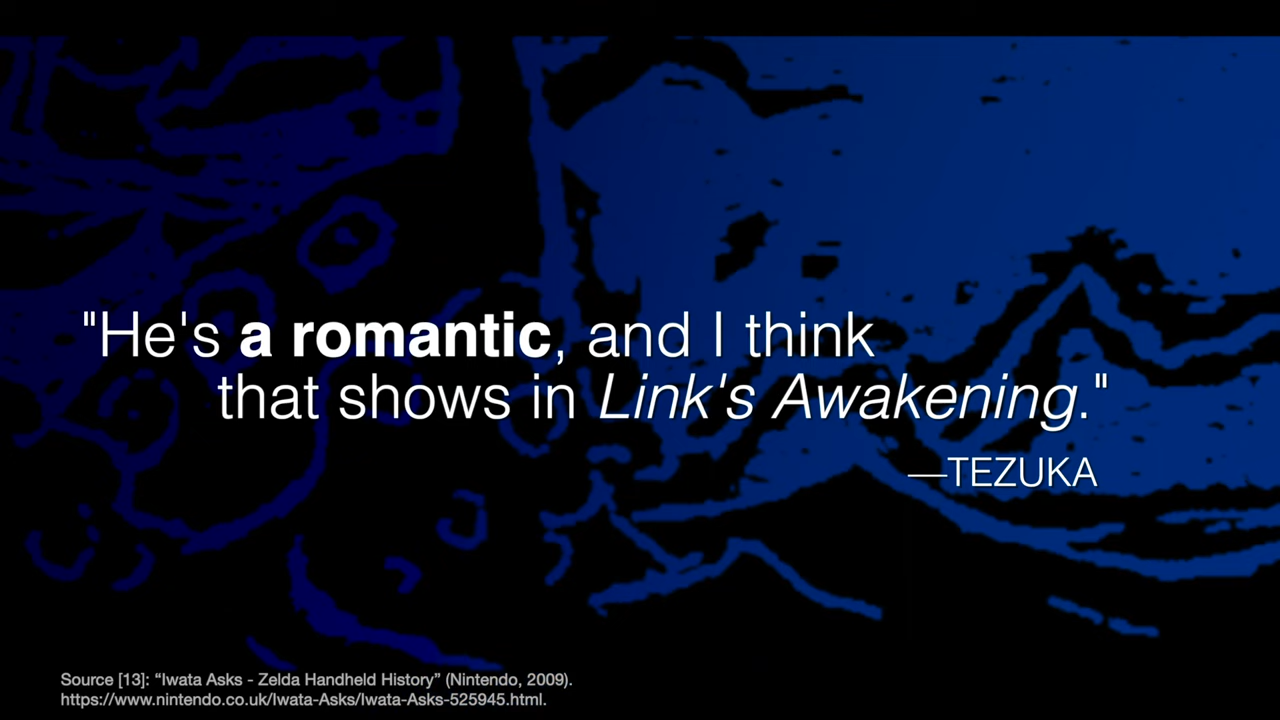 "He's a romantic, and I think
that shows in Link's Awakening."
—TEZUKA
Source [13]: “Iwata Asks - Zelda Handheld History” (Nintendo, 2009).
https://www.nintendo.co.uk/Iwata-Asks/Iwata-Asks-525945.html.